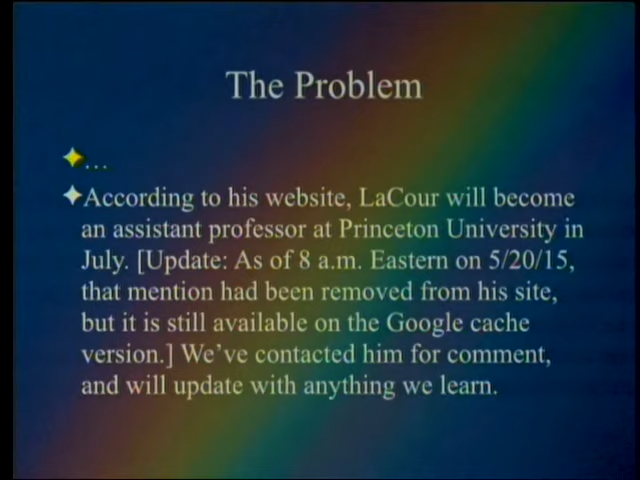 The Problem
…
According to his website, LaCour will become
an assistant professor at Princeton University in
July. [Update: As of 8 a.m. Eastern on 5/20/15,
that mention had been removed from his site,
but it is still available on the Google cache
version.] We’ve contacted him for comment,
and will update with anything we learn.